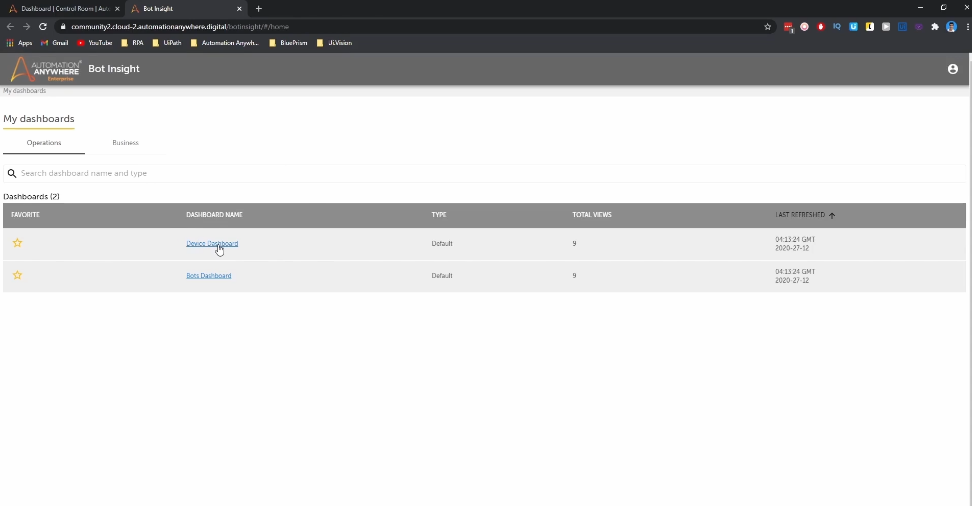 Dashboard | Control Room | Auto
Bot Insight
community2.cloud-2.automationanywhere.digital/botinsight/#/home
Apps
Gmail
YouTube
RPA
UiPath
Automation Anywh...
BluePrism
Ui.Vision
AUTOMATION
ANYWHERE
Enterprise
Bot Insight
My dashboards
My dashboards
Operations
Business
Search dashboard name and type
Dashboards (2)
FAVORITE DASHBOARD NAME TYPE TOTAL VIEWS LAST REFRESHED
Device Dashboard Default 9 04:13:24 GMT
2020-27-12
Bots Dashboard Default 9 04:13:24 GMT
2020-27-12